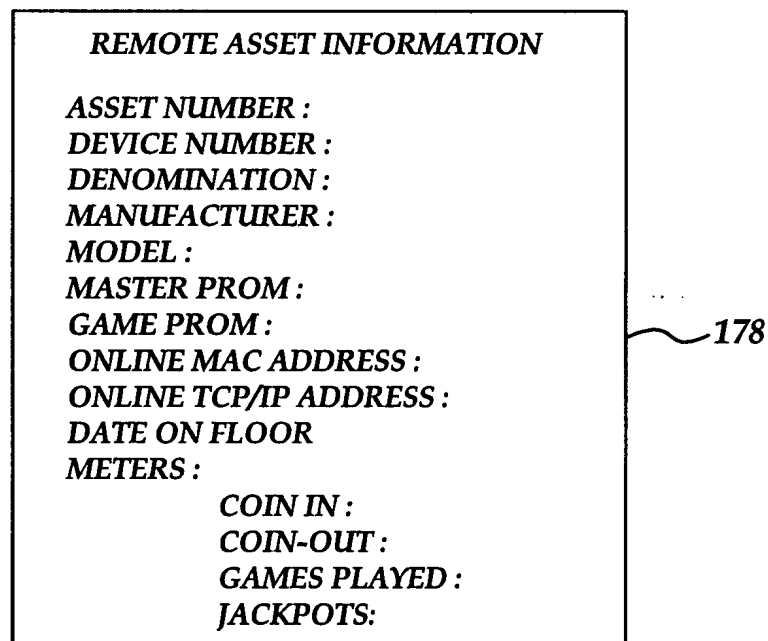 REMOTE ASSET INFORMATION
ASSET NUMBER :
DEVICE NUMBER :
DENOMINATION :
MANUFACTURER :
MODEL :
MASTER PROM :
GAME PROM :
ONLINE MAC ADDRESS :
ONLINE TCP/IP ADDRESS :
DATE ON FLOOR
METERS :
COIN IN :
COIN-OUT :
GAMES PLAYED :
JACKPOTS:
178